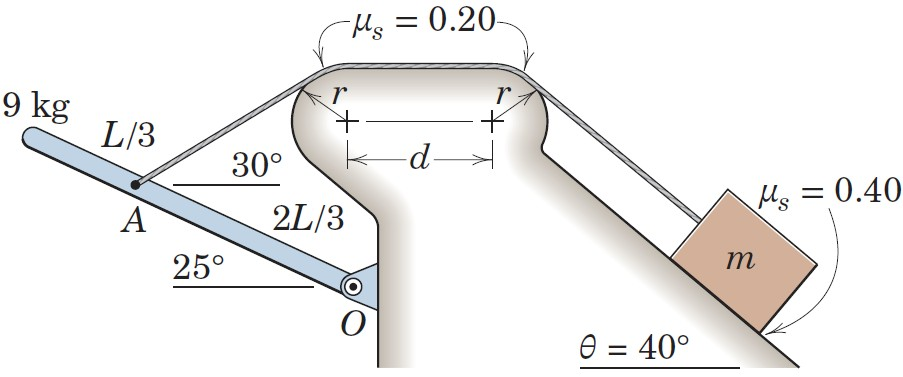 μₛ = 0.20
9 kg
L/3
r
r
30°
d
A
2L/3
μₛ = 0.40
25°
m
O
θ = 40°